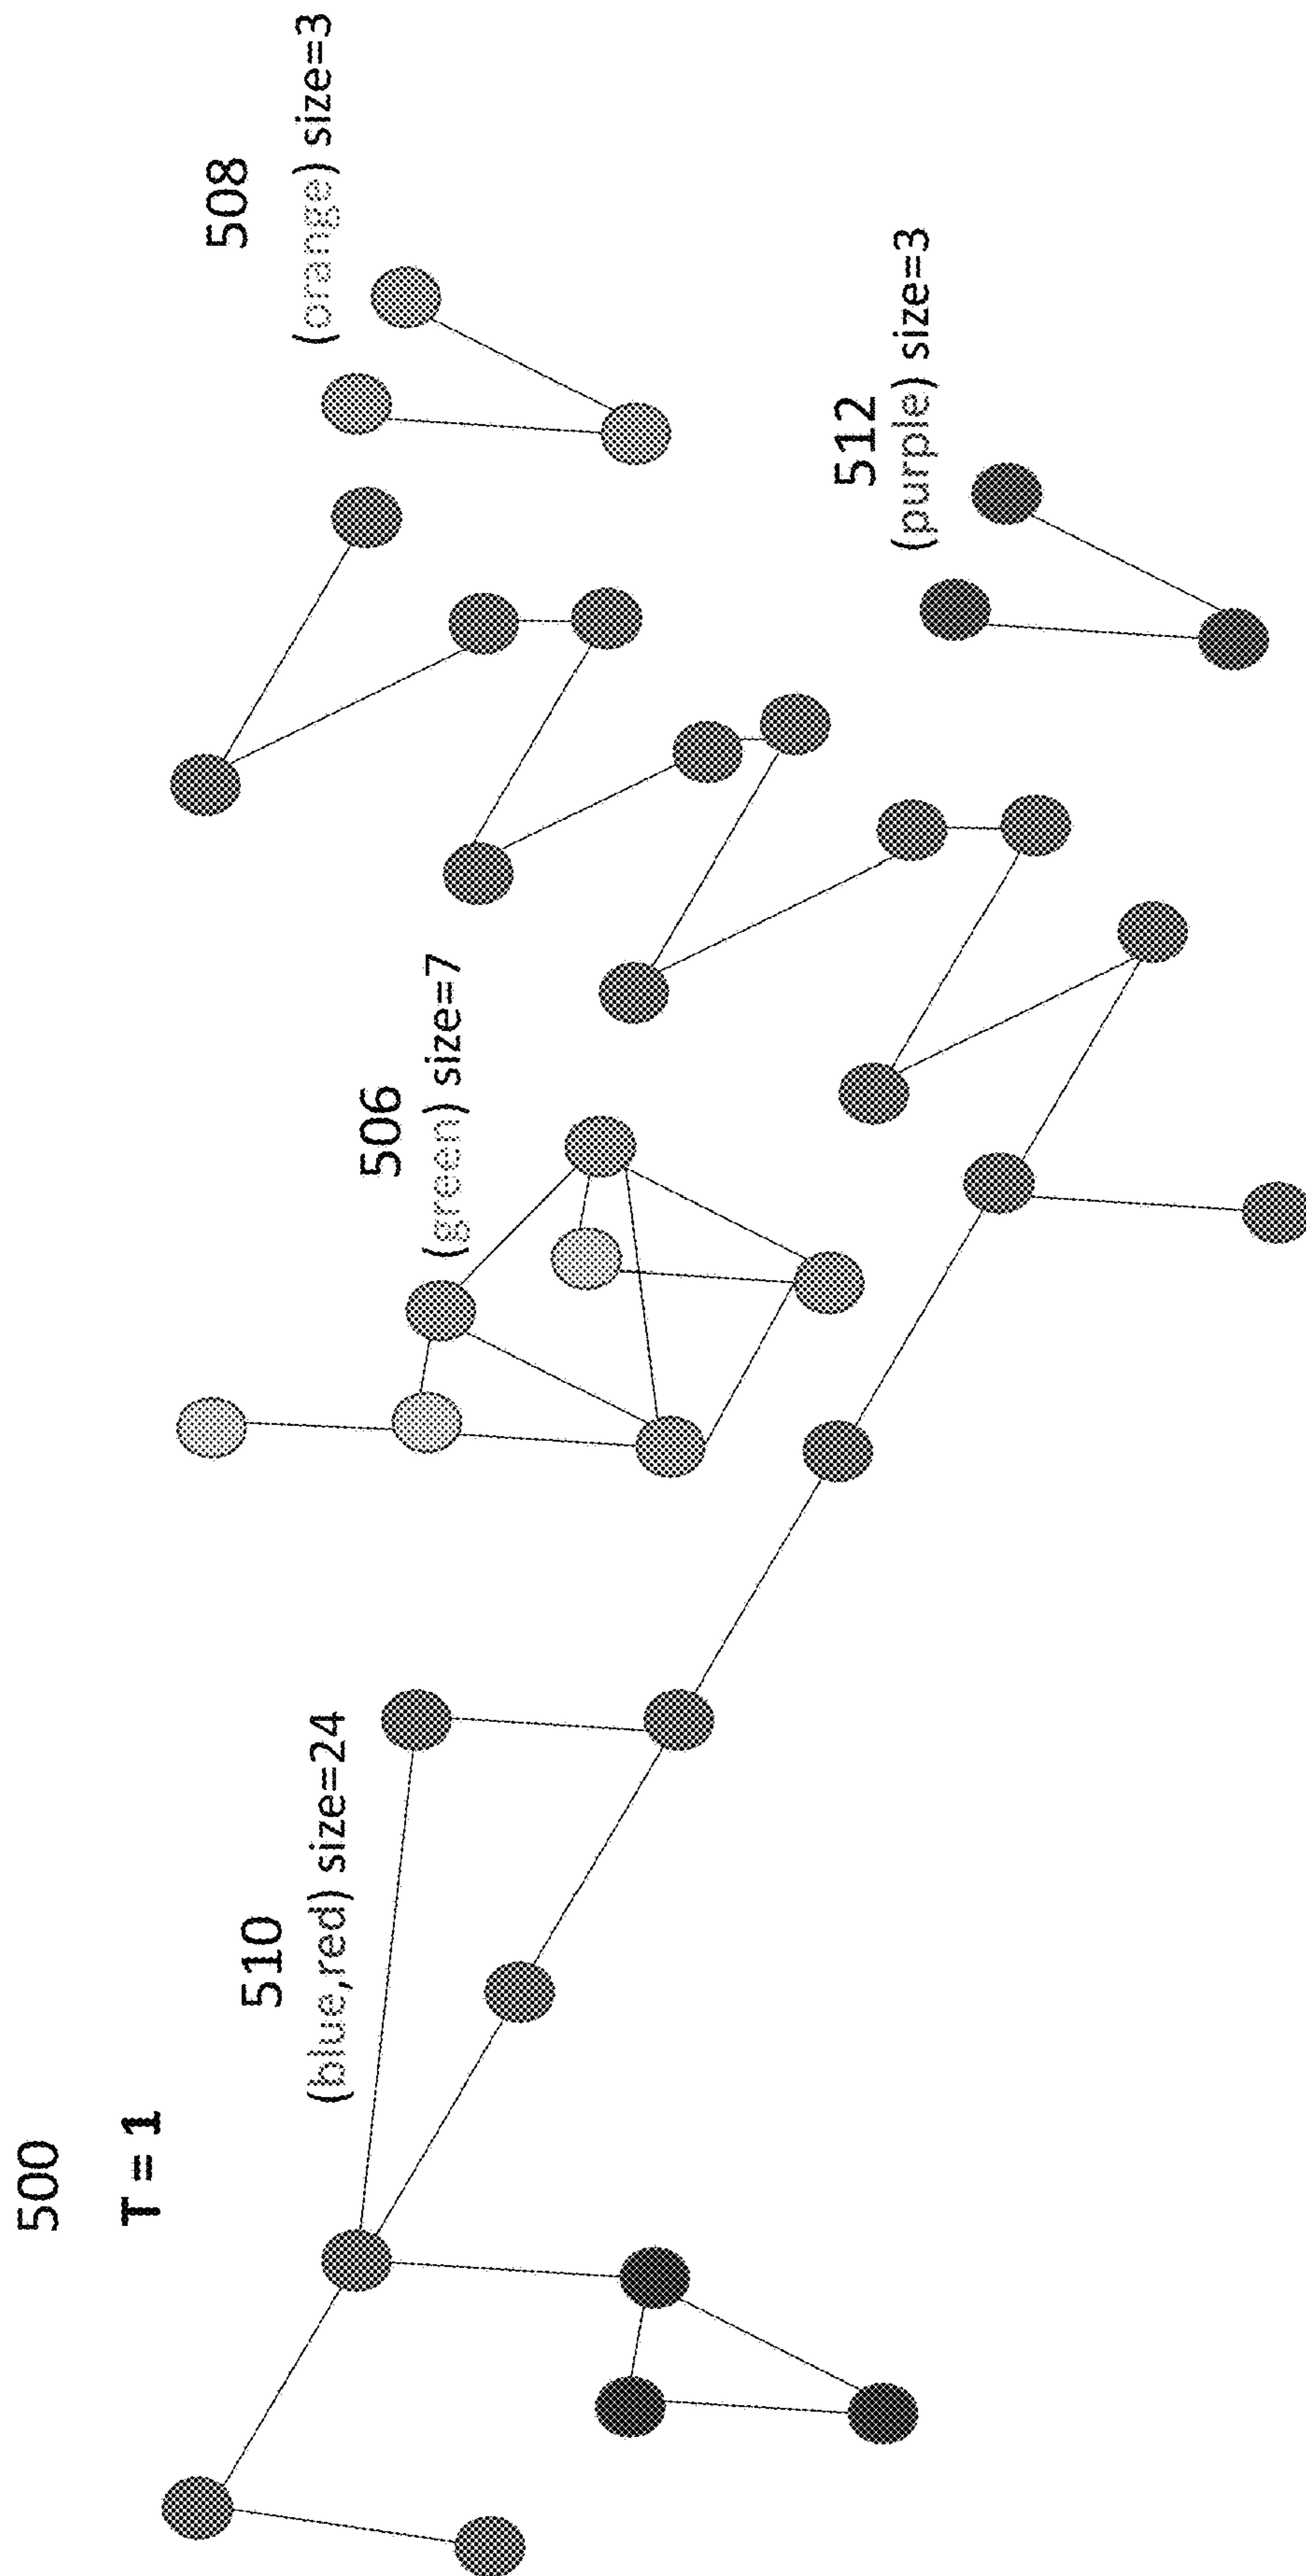 500
T = 1
510
(blue,red) size=24
506
(green) size=7
508
(orange) size=3
512
(purple) size=3